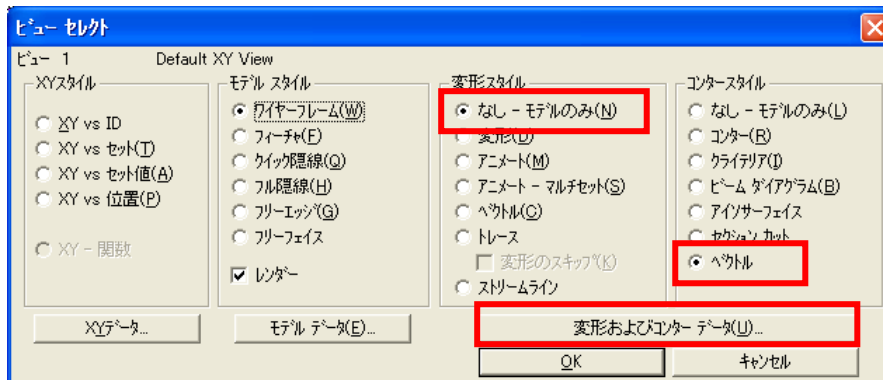 ビュー セレクト
ビュー 1 Default XY View
XYスタイル
XY vs ID
XY vs セット(T)
XY vs セット値(A)
XY vs 位置(P)
XY - 関数
XYデータ...
モデル スタイル
ワイヤーフレーム(W)
フィーチャ(F)
クイック隠線(Q)
フル隠線(H)
フリーエッジ(G)
フリーフェイス
レンダー
モデル データ(E)...
変形スタイル
なし - モデルのみ(N)
変形(D)
アニメート(M)
アニメート - マルチセット(S)
ベクトル(C)
トレース
変形のスキップ(K)
ストリームライン
コンタースタイル
なし - モデルのみ(L)
コンター(R)
クライテリア(I)
ビーム ダイアグラム(B)
アイソサーフェイス
セクション カット
ベクトル
変形およびコンター データ(U)...
OK
キャンセル